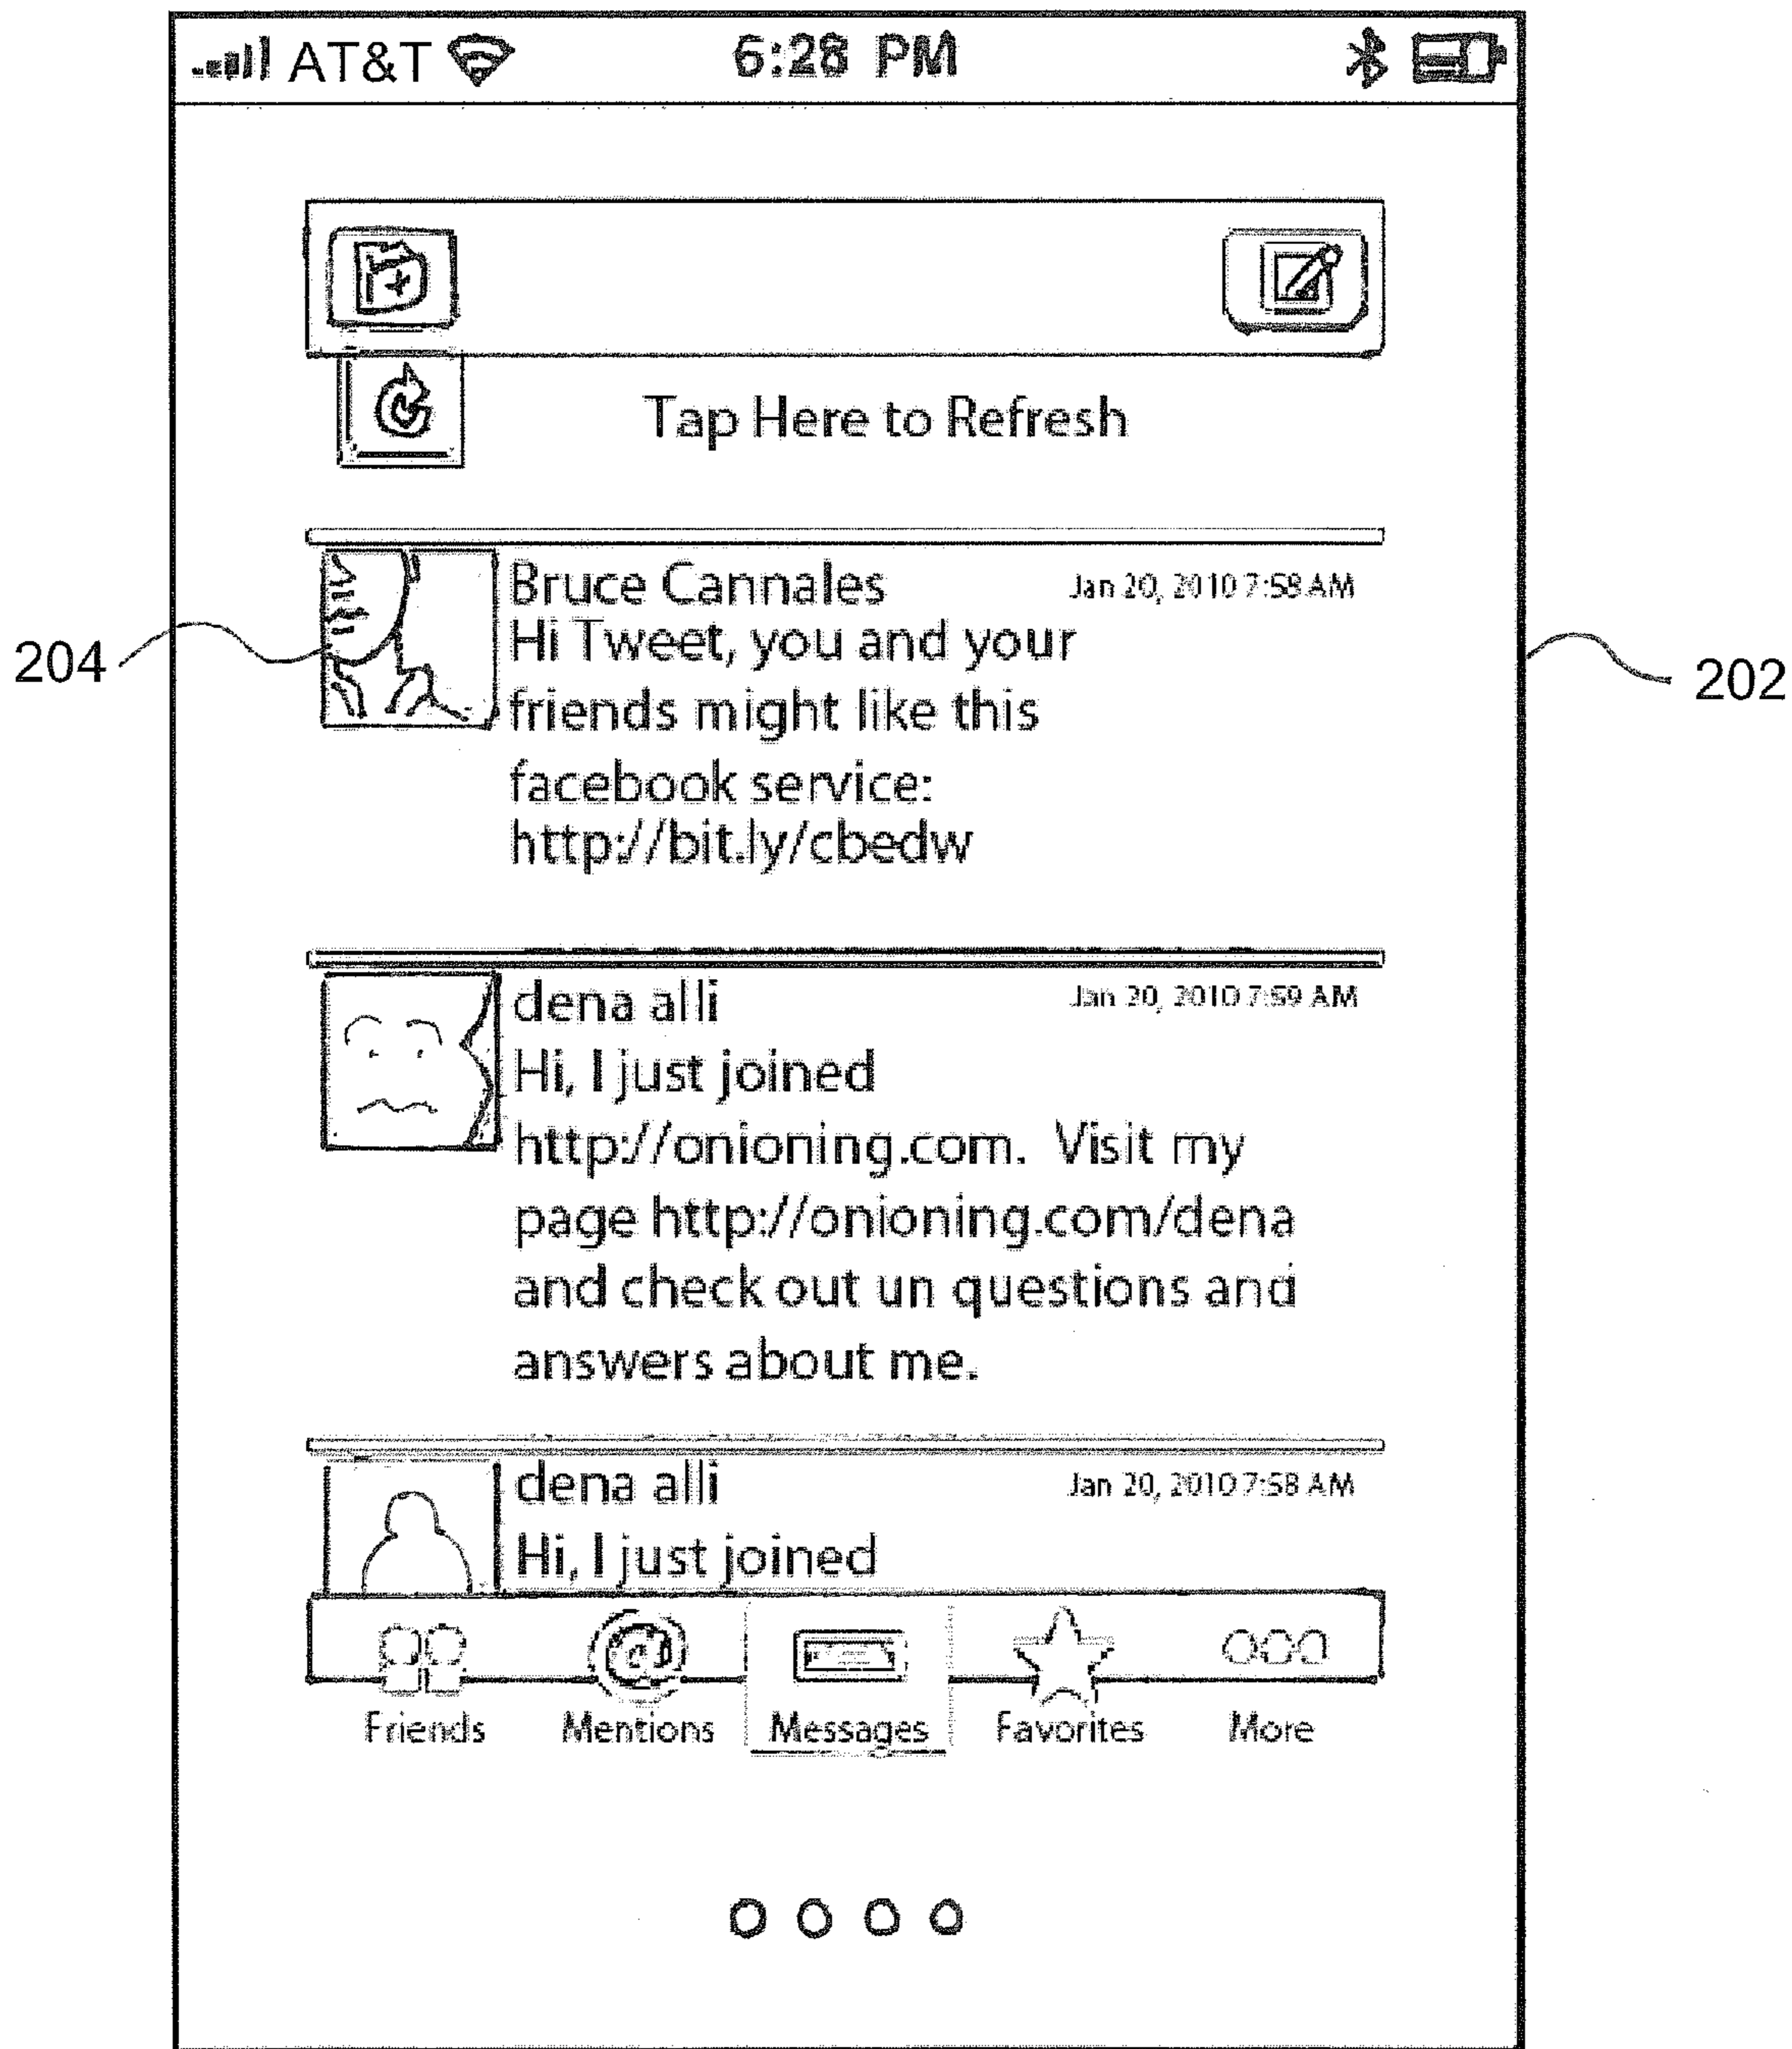 AT&T 6:28 PM
Tap Here to Refresh
Bruce Cannales Jan 20, 2010 7:58 AM
Hi Tweet, you and your
friends might like this
facebook service:
http://bit.ly/cbedw
204
202
dena alli Jan 20, 2010 7:59 AM
Hi, I just joined
http://onioning.com. Visit my
page http://onioning.com/dena
and check out un questions and
answers about me.
dena alli Jan 20, 2010 7:58 AM
Hi, I just joined
Friends Mentions Messages Favorites More